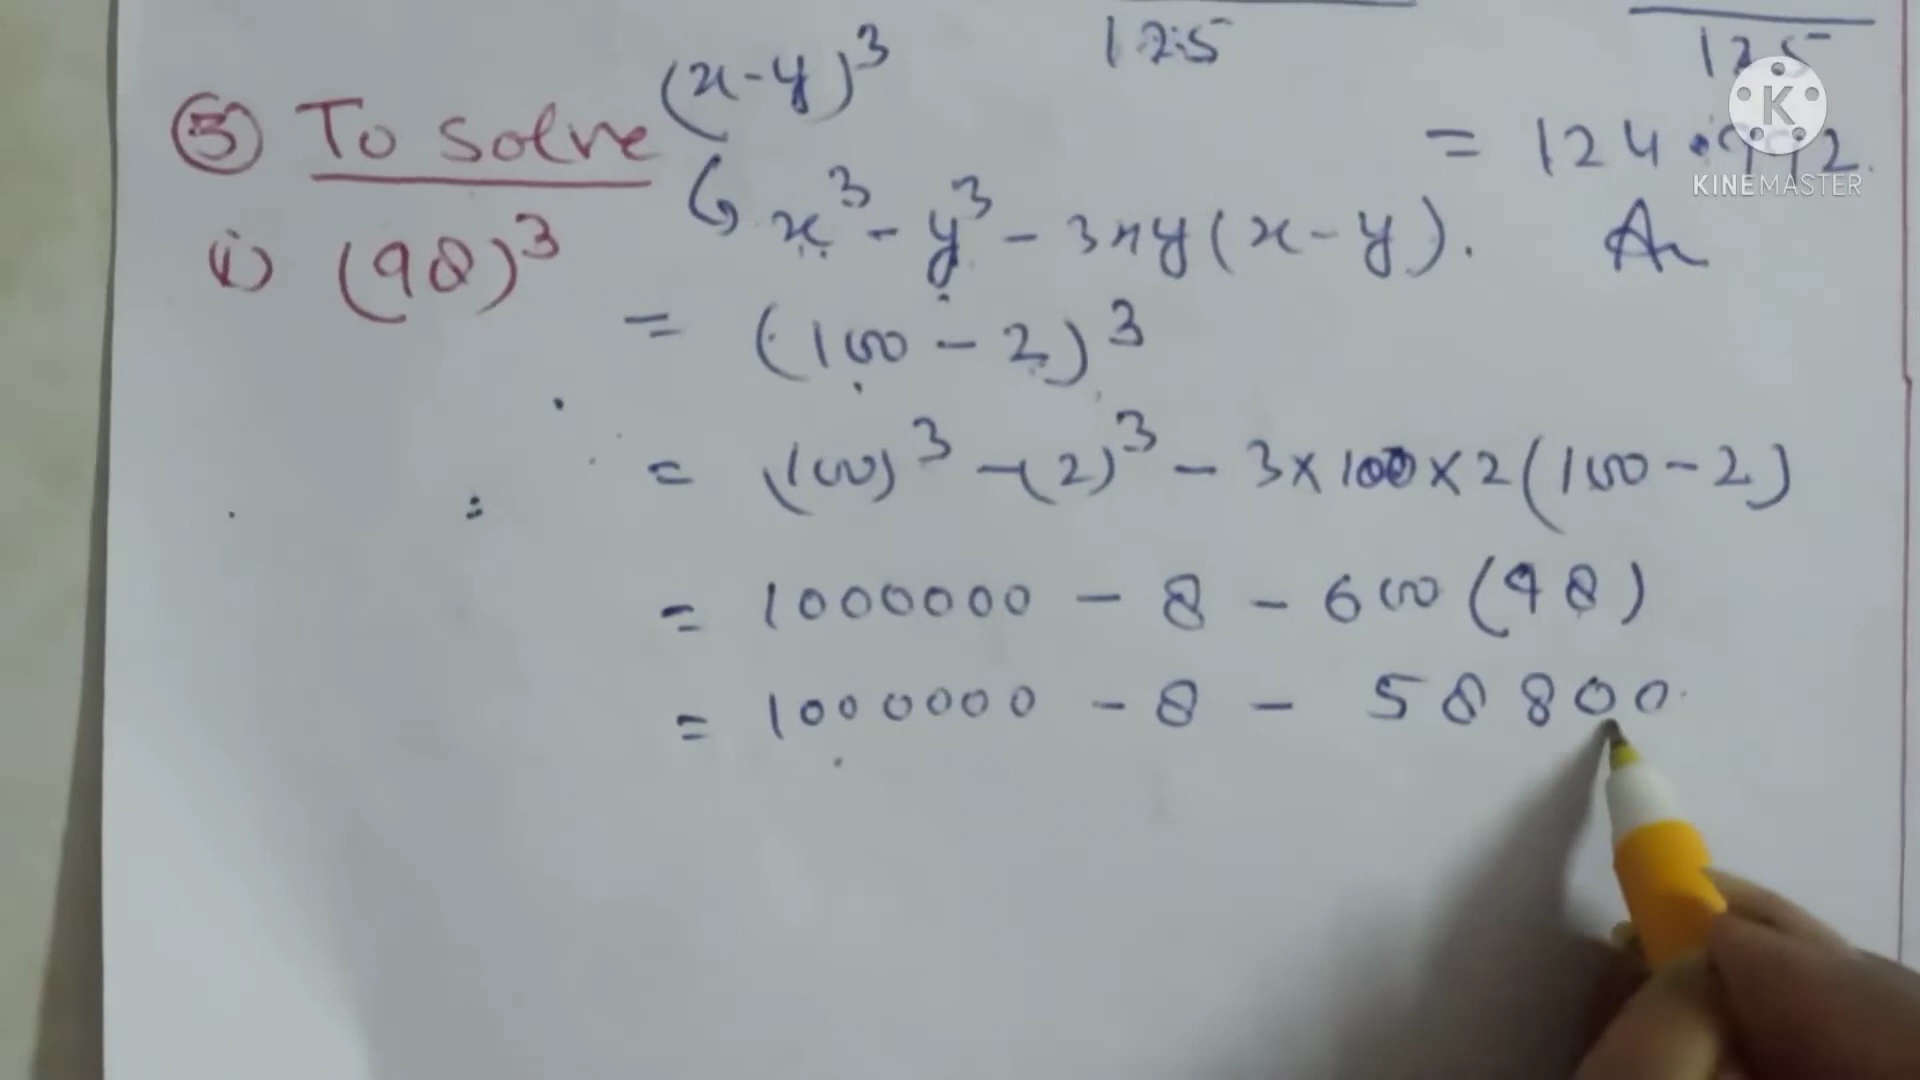 125
125
= 124.992
KINEMASTER
(x-y)³
⑤ To solve
↳ x³ - y³ - 3xy(x-y).
i) (98)³
= (100-2)³
= (100)³ - (2)³ - 3×100×2(100-2)
= 1000000 - 8 - 600(98)
= 1000000 - 8 - 58800